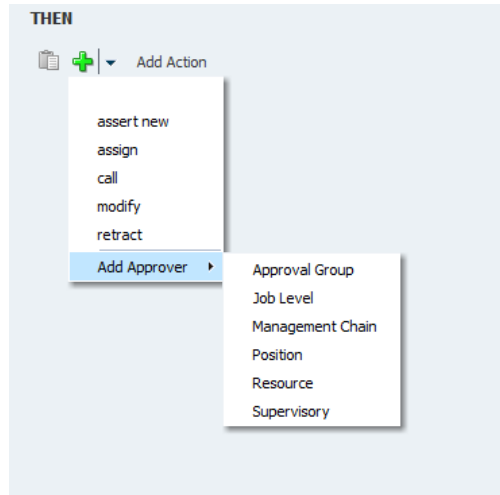 THEN
Add Action
assert new
assign
call
modify
retract
Add Approver
Approval Group
Job Level
Management Chain
Position
Resource
Supervisory